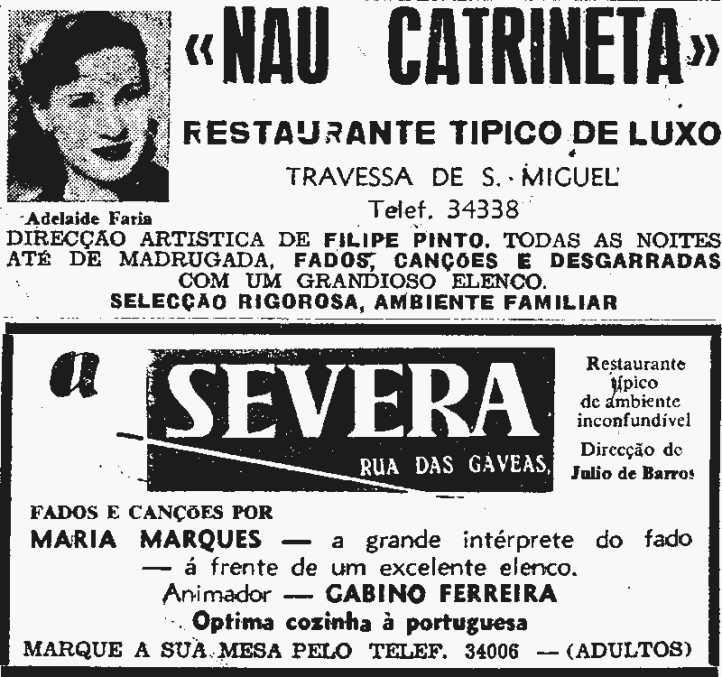 «NAU CATRINETA»
RESTAURANTE TIPICO DE LUXO
TRAVESSA DE S. MIGUEL
Telef. 34338
Adelaide Faria
DIRECÇÃO ARTISTICA DE FILIPE PINTO. TODAS AS NOITES
ATÉ DE MADRUGADA, FADOS, CANÇÕES E DESGARRADAS
COM UM GRANDIOSO ELENCO.
SELECÇÃO RIGOROSA, AMBIENTE FAMILIAR
a SEVERA
RUA DAS GÁVEAS,
Restaurante
típico
de ambiente
inconfundível
Direcção de
Julio de Barros
FADOS E CANÇÕES POR
MARIA MARQUES — a grande intérprete do fado
— á frente de um excelente elenco.
Animador — GABINO FERREIRA
Optima cozinha à portuguesa
MARQUE A SUA MESA PELO TELEF. 34006 — (ADULTOS)